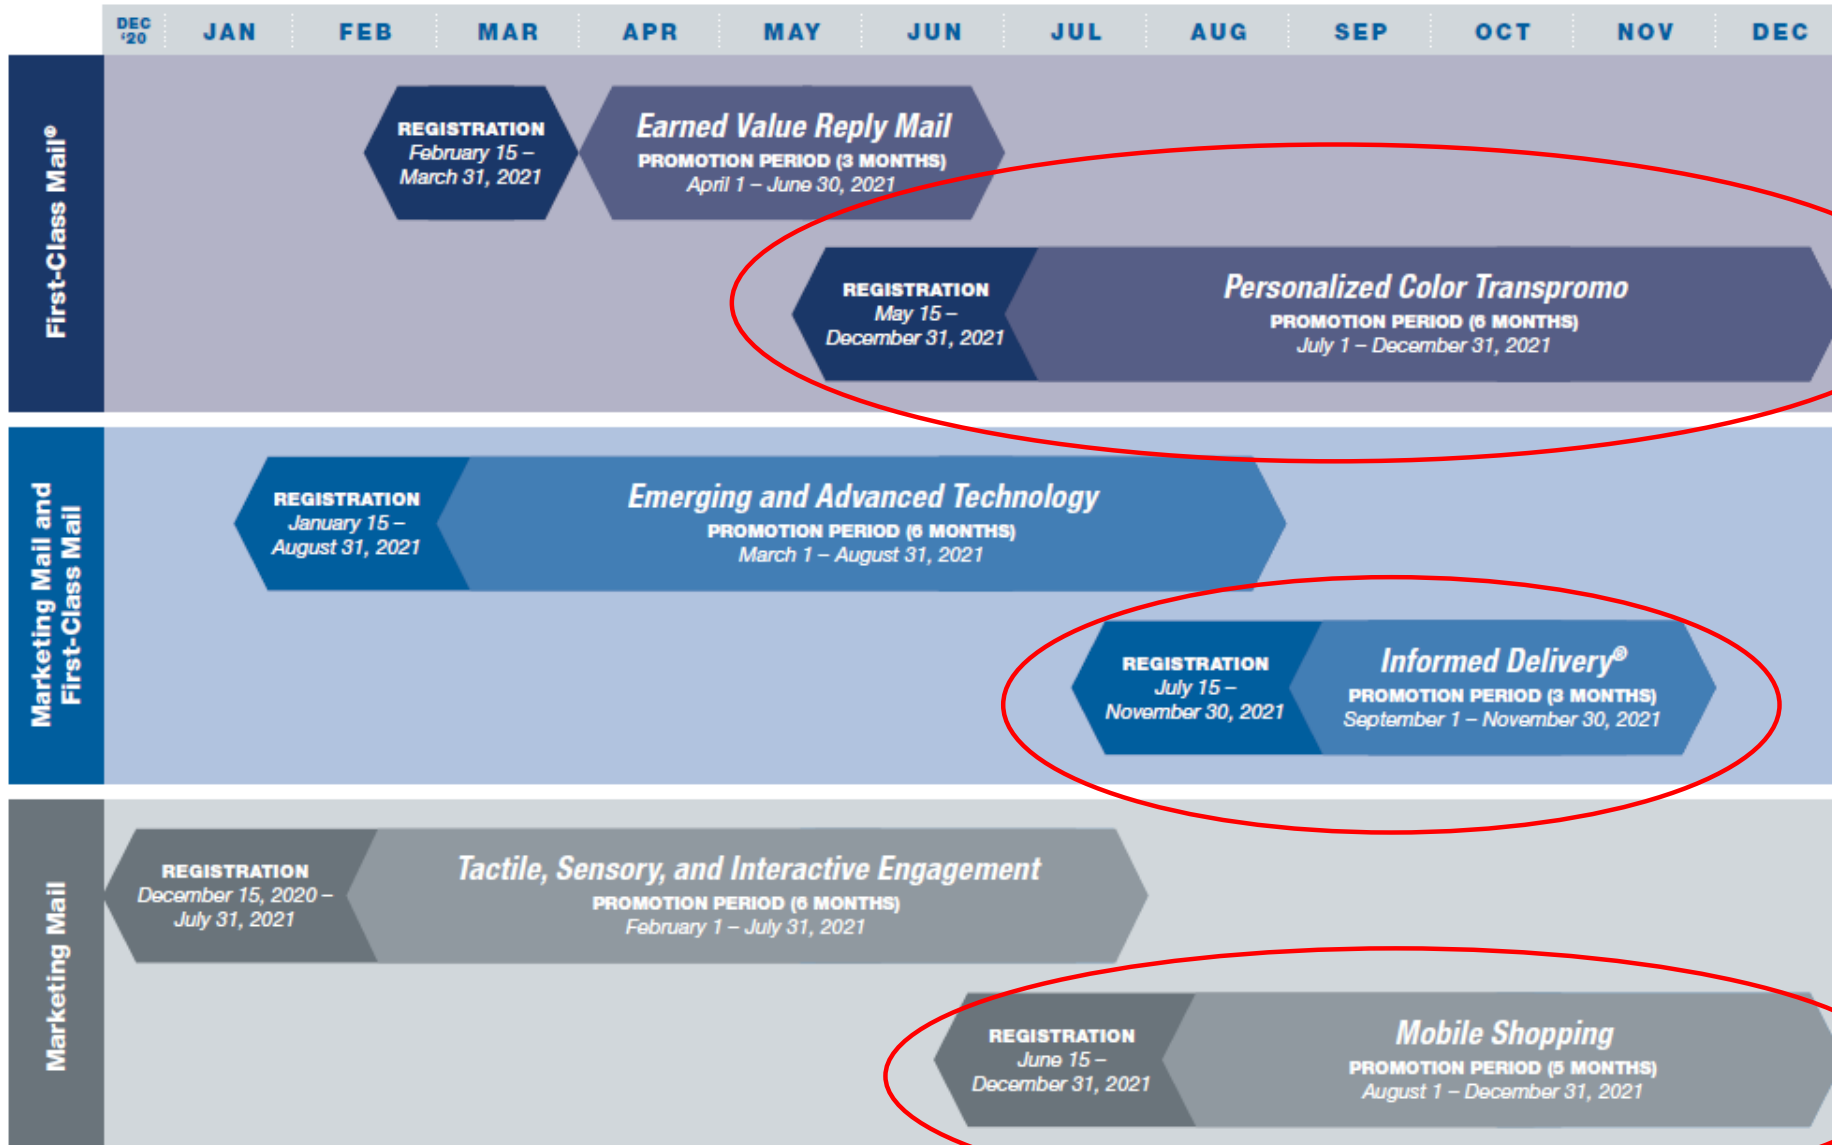 DEC '20 JAN FEB MAR APR MAY JUN JUL AUG SEP OCT NOV DEC
First-Class Mail®
REGISTRATION
February 15 –
March 31, 2021
Earned Value Reply Mail
PROMOTION PERIOD (3 MONTHS)
April 1 – June 30, 2021
REGISTRATION
May 15 –
December 31, 2021
Personalized Color Transpromo
PROMOTION PERIOD (6 MONTHS)
July 1 – December 31, 2021
Marketing Mail and
First-Class Mail
REGISTRATION
January 15 –
August 31, 2021
Emerging and Advanced Technology
PROMOTION PERIOD (6 MONTHS)
March 1 – August 31, 2021
REGISTRATION
July 15 –
November 30, 2021
Informed Delivery®
PROMOTION PERIOD (3 MONTHS)
September 1 – November 30, 2021
Marketing Mail
REGISTRATION
December 15, 2020 –
July 31, 2021
Tactile, Sensory, and Interactive Engagement
PROMOTION PERIOD (6 MONTHS)
February 1 – July 31, 2021
REGISTRATION
June 15 –
December 31, 2021
Mobile Shopping
PROMOTION PERIOD (5 MONTHS)
August 1 – December 31, 2021